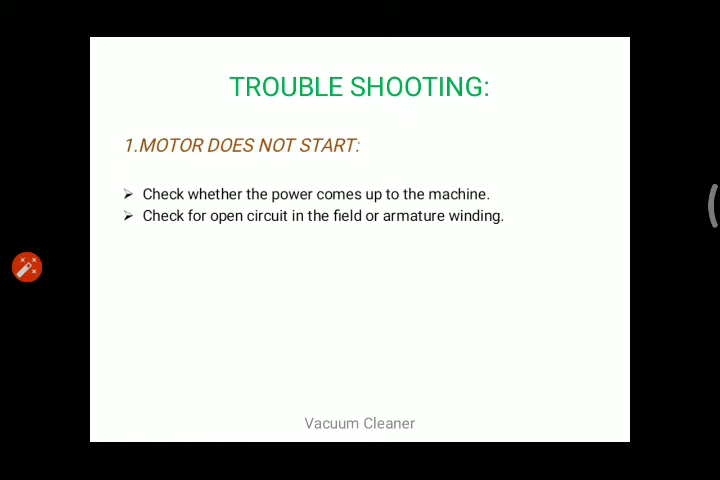 TROUBLE SHOOTING:
1.MOTOR DOES NOT START:
➢ Check whether the power comes up to the machine.
➢ Check for open circuit in the field or armature winding.
Vacuum Cleaner